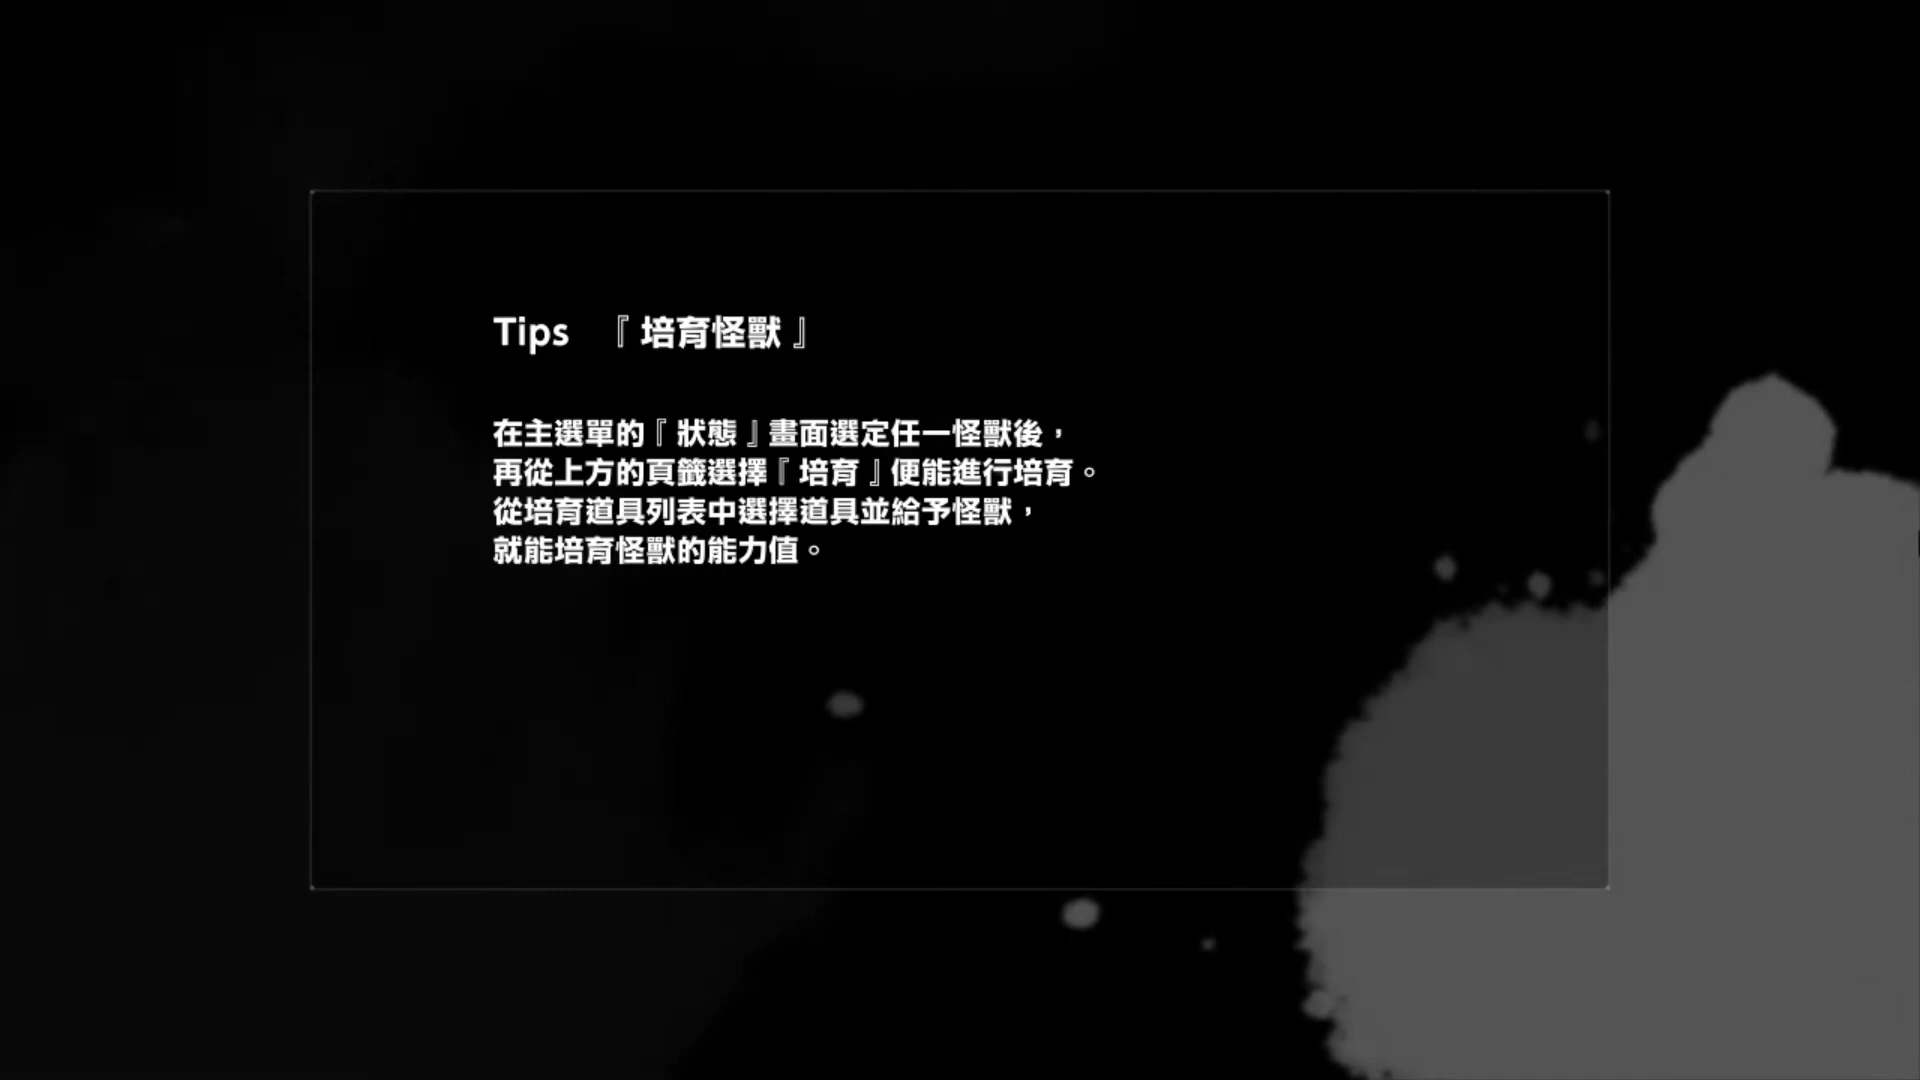 Tips 『培育怪獸』
在主選單的『狀態』畫面選定任一怪獸後，
再從上方的頁籤選擇『培育』便能進行培育。
從培育道具列表中選擇道具並給予怪獸，
就能培育怪獸的能力值。